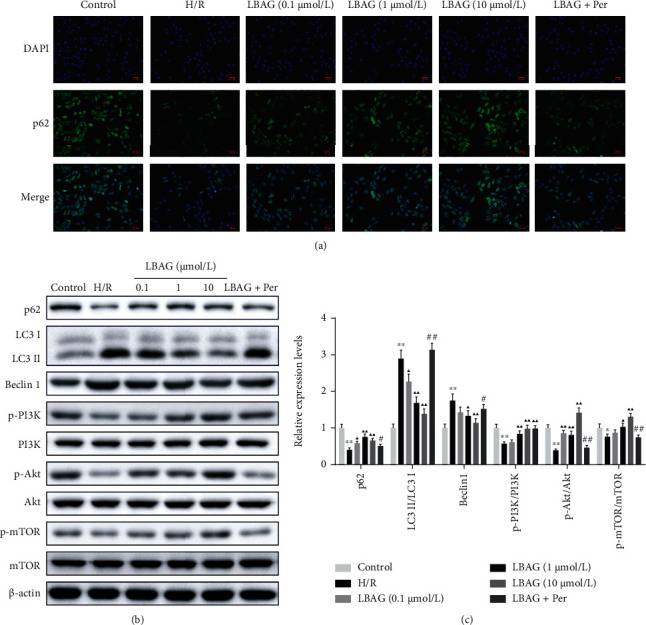 Control H/R LBAG (0.1 μmol/L) LBAG (1 μmol/L) LBAG (10 μmol/L) LBAG + Per
DAPI
p62
Merge
(a)
LBAG (μmol/L)
Control H/R 0.1 1 10 LBAG + Per
p62
LC3 I
LC3 II
Beclin 1
p-PI3K
PI3K
p-Akt
Akt
p-mTOR
mTOR
β-actin
(b)
Relative expression levels
4
3
2
1
0
** ▲ ▲▲ ▲▲ #
** ▲ ▲▲ ▲▲ ##
** ▲ ▲▲ #
** ▲▲ ▲▲ ▲▲
** ▲▲ ▲▲ ▲▲ ##
* ▲ ▲▲ ##
p62
LC3 II/LC3 I
Beclin1
p-PI3K/PI3K
p-Akt/Akt
p-mTOR/mTOR
Control
H/R
LBAG (0.1 μmol/L)
LBAG (1 μmol/L)
LBAG (10 μmol/L)
LBAG + Per
(c)